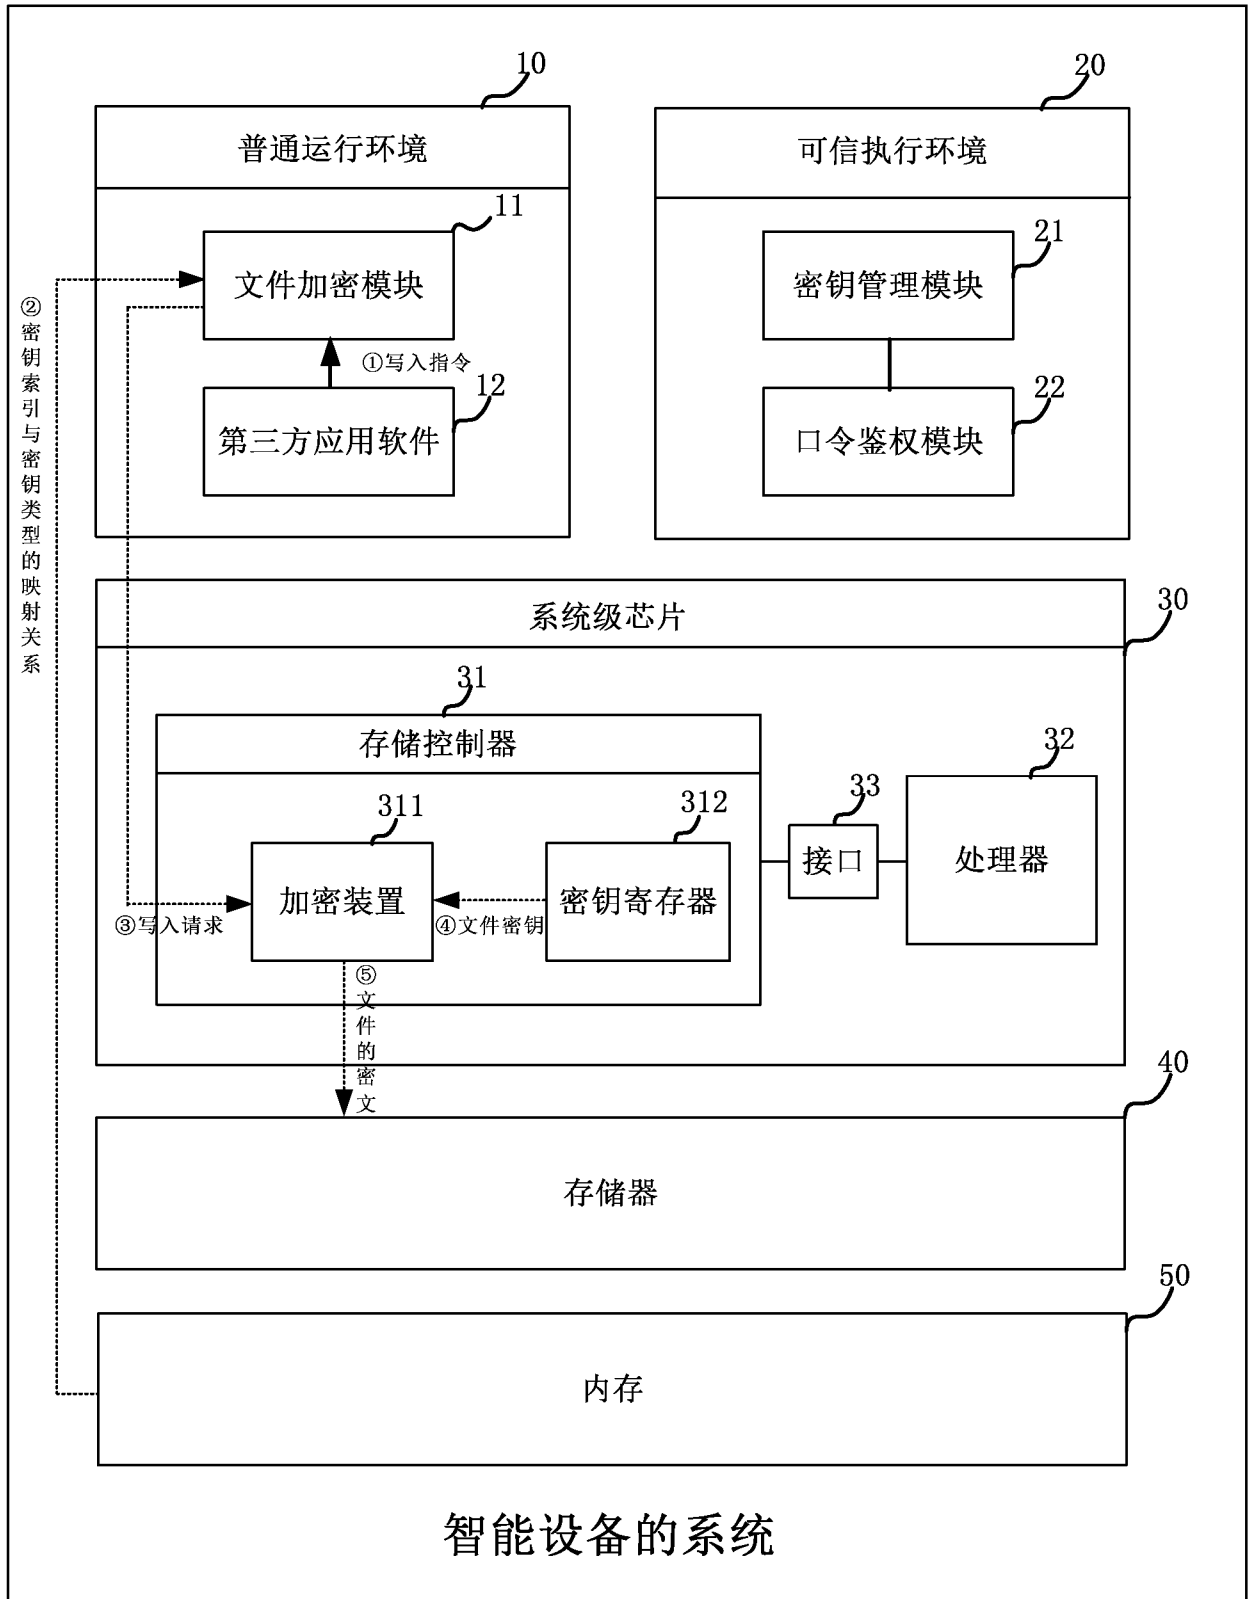 10
普通运行环境
11
文件加密模块
①写入指令
12
第三方应用软件
20
可信执行环境
21
密钥管理模块
22
口令鉴权模块
②密钥索引与密钥类型的映射关系
30
系统级芯片
31
存储控制器
311
加密装置
312
密钥寄存器
③写入请求
④文件密钥
⑤文件的密文
33
接口
32
处理器
40
存储器
50
内存
智能设备的系统